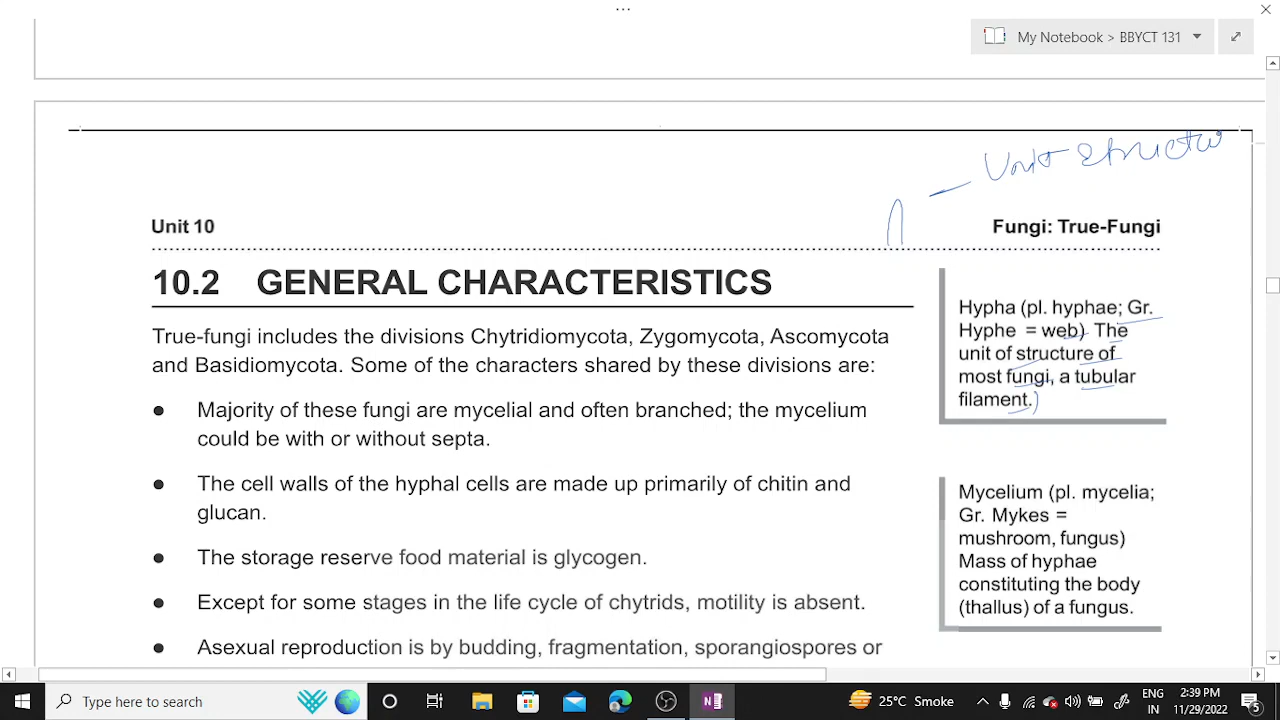 ...
My Notebook > BBYCT 131
Unit Structu
Unit 10
Fungi: True-Fungi
10.2 GENERAL CHARACTERISTICS
True-fungi includes the divisions Chytridiomycota, Zygomycota, Ascomycota
and Basidiomycota. Some of the characters shared by these divisions are:
● Majority of these fungi are mycelial and often branched; the mycelium
could be with or without septa.
● The cell walls of the hyphal cells are made up primarily of chitin and
glucan.
● The storage reserve food material is glycogen.
● Except for some stages in the life cycle of chytrids, motility is absent.
● Asexual reproduction is by budding, fragmentation, sporangiospores or
Hypha (pl. hyphae; Gr.
Hyphe = web) The
unit of structure of
most fungi, a tubular
filament.)
Mycelium (pl. mycelia;
Gr. Mykes =
mushroom, fungus)
Mass of hyphae
constituting the body
(thallus) of a fungus.
Type here to search
25°C Smoke
ENG
IN
2:39 PM
11/29/2022
5